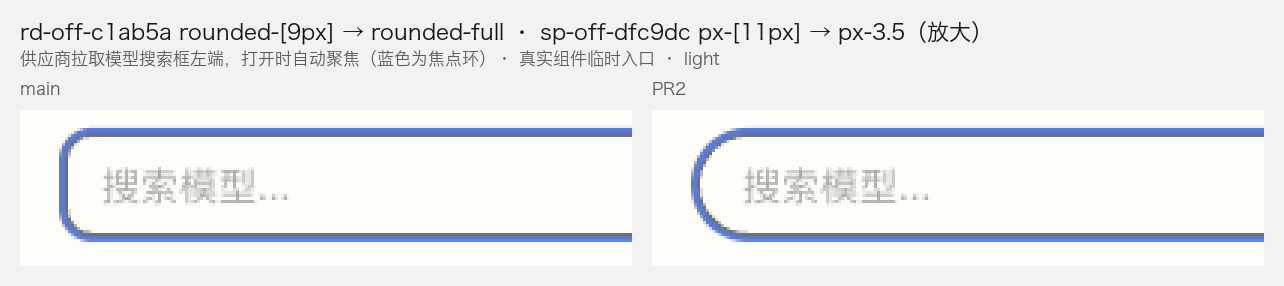 rd-off-c1ab5a rounded-[9px] → rounded-full · sp-off-dfc9dc px-[11px] → px-3.5（放大）
供应商拉取模型搜索框左端，打开时自动聚焦（蓝色为焦点环）· 真实组件临时入口 · light
main PR2
搜索模型... 搜索模型...